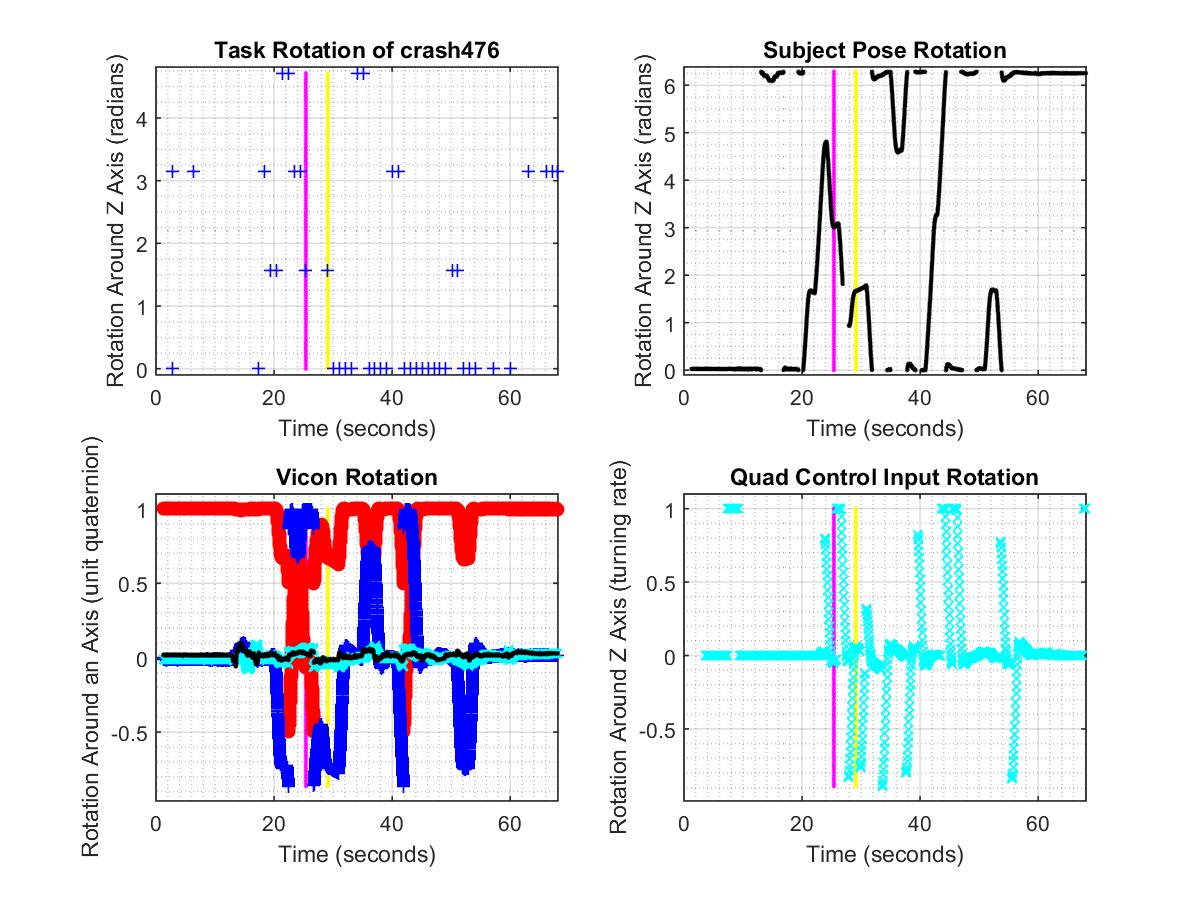 Task Rotation of crash476
Rotation Around Z Axis (radians)
4
3
2
1
0
0 20 40 60
Time (seconds)
Subject Pose Rotation
Rotation Around Z Axis (radians)
6
5
4
3
2
1
0
0 20 40 60
Time (seconds)
Vicon Rotation
Rotation Around an Axis (unit quaternion)
1
0.5
0
-0.5
0 20 40 60
Time (seconds)
Quad Control Input Rotation
Rotation Around Z Axis (turning rate)
1
0.5
0
-0.5
0 20 40 60
Time (seconds)